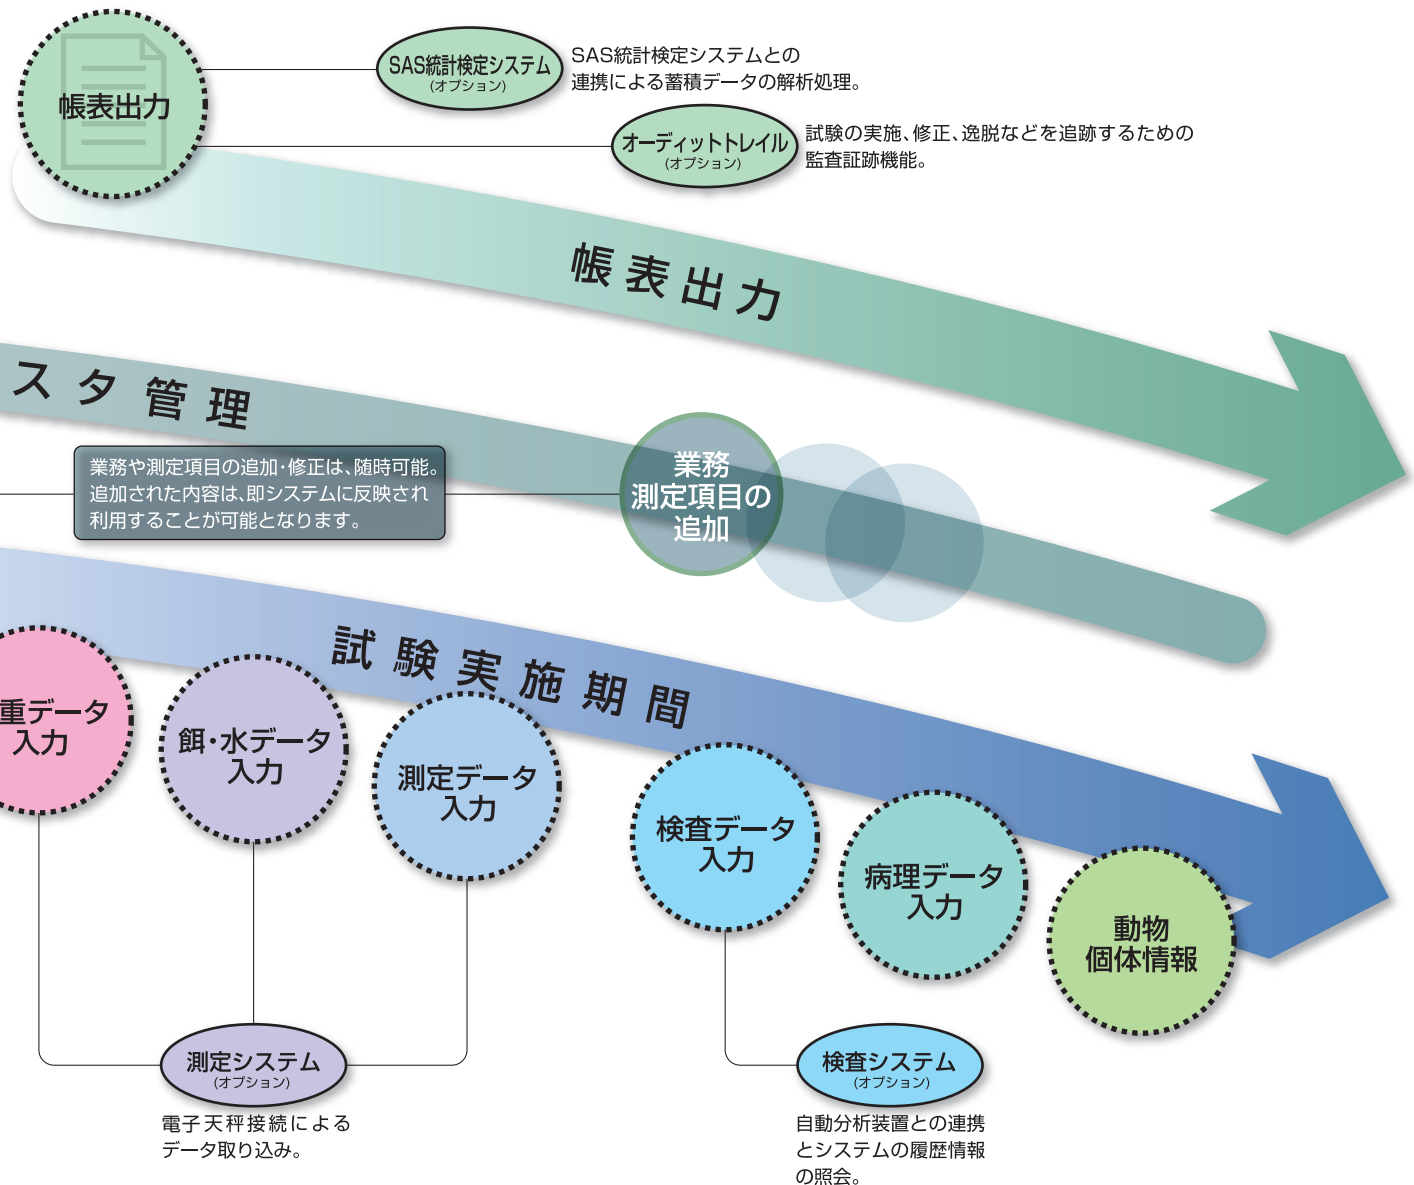 帳表出力
SAS統計検定システム
(オプション)
SAS統計検定システムとの
連携による蓄積データの解析処理。
オーディットトレイル
(オプション)
試験の実施、修正、逸脱などを追跡するための
監査証跡機能。
帳表出力
スタ管理
業務や測定項目の追加・修正は、随時可能。
追加された内容は、即システムに反映され
利用することが可能となります。
業務
測定項目の
追加
試験実施期間
重データ
入力
餌・水データ
入力
測定データ
入力
検査データ
入力
病理データ
入力
動物
個体情報
測定システム
(オプション)
電子天秤接続による
データ取り込み。
検査システム
(オプション)
自動分析装置との連携
とシステムの履歴情報
の照会。